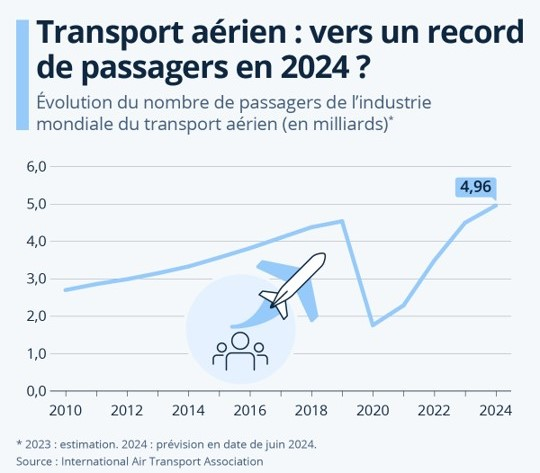 Transport aérien : vers un record
de passagers en 2024 ?
Évolution du nombre de passagers de l’industrie
mondiale du transport aérien (en milliards)*
6,0
4,96
5,0
4,0
3,0
2,0
1,0
0,0
2010 2012 2014 2016 2018 2020 2022 2024
* 2023 : estimation. 2024 : prévision en date de juin 2024.
Source : International Air Transport Association